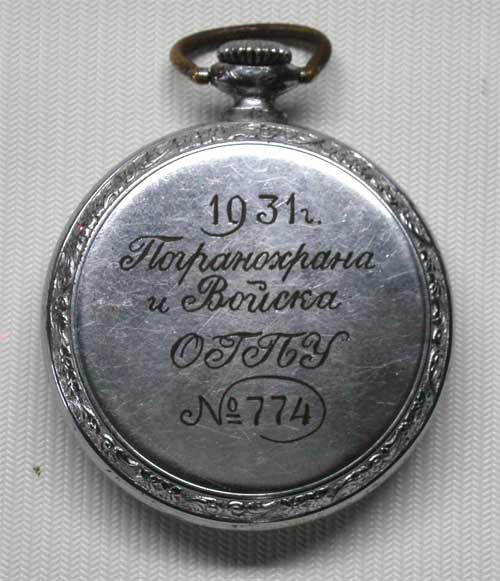 1931г.
Погранохрана
и Войска
ОГПУ
№774